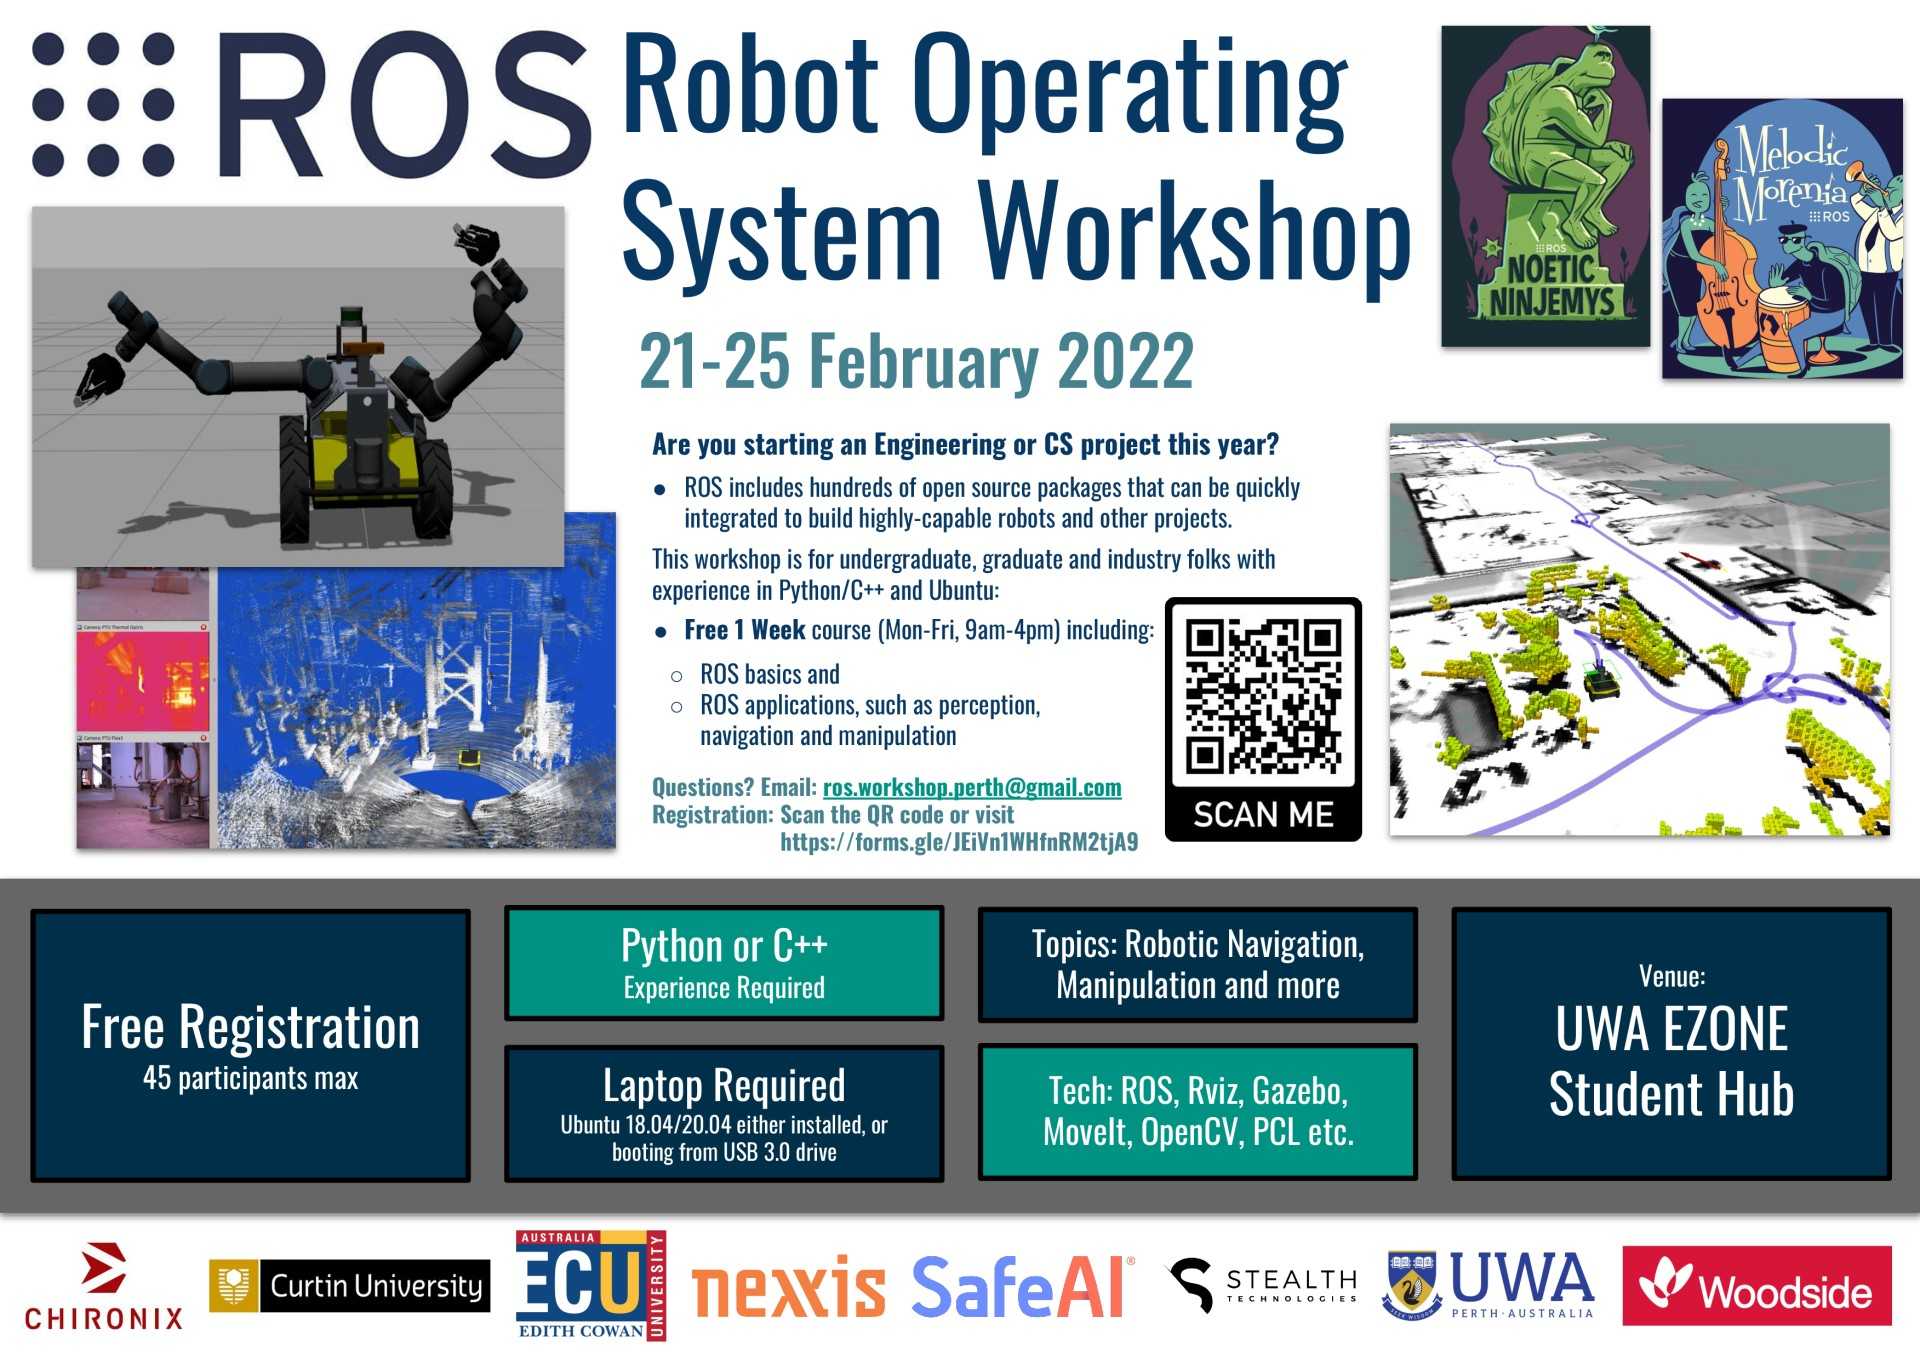 ROS
Robot Operating
System Workshop
21-25 February 2022
NOETIC
NINJEMYS
ROS
Melodic
Morenia
ROS
Are you starting an Engineering or CS project this year?
● ROS includes hundreds of open source packages that can be quickly
integrated to build highly-capable robots and other projects.
This workshop is for undergraduate, graduate and industry folks with
experience in Python/C++ and Ubuntu:
● Free 1 Week course (Mon-Fri, 9am-4pm) including:
○ ROS basics and
○ ROS applications, such as perception,
navigation and manipulation
Questions? Email: ros.workshop.perth@gmail.com
Registration: Scan the QR code or visit
https://forms.gle/JEiVn1WHfnRM2tjA9
SCAN ME
Free Registration
45 participants max
Python or C++
Experience Required
Laptop Required
Ubuntu 18.04/20.04 either installed, or
booting from USB 3.0 drive
Topics: Robotic Navigation,
Manipulation and more
Tech: ROS, Rviz, Gazebo,
MoveIt, OpenCV, PCL etc.
Venue:
UWA EZONE
Student Hub
CHIRONIX
Curtin University
AUSTRALIA
ECU
UNIVERSITY
EDITH COWAN
nexxis
SafeAI®
STEALTH
TECHNOLOGIES
UWA
PERTH·AUSTRALIA
Woodside